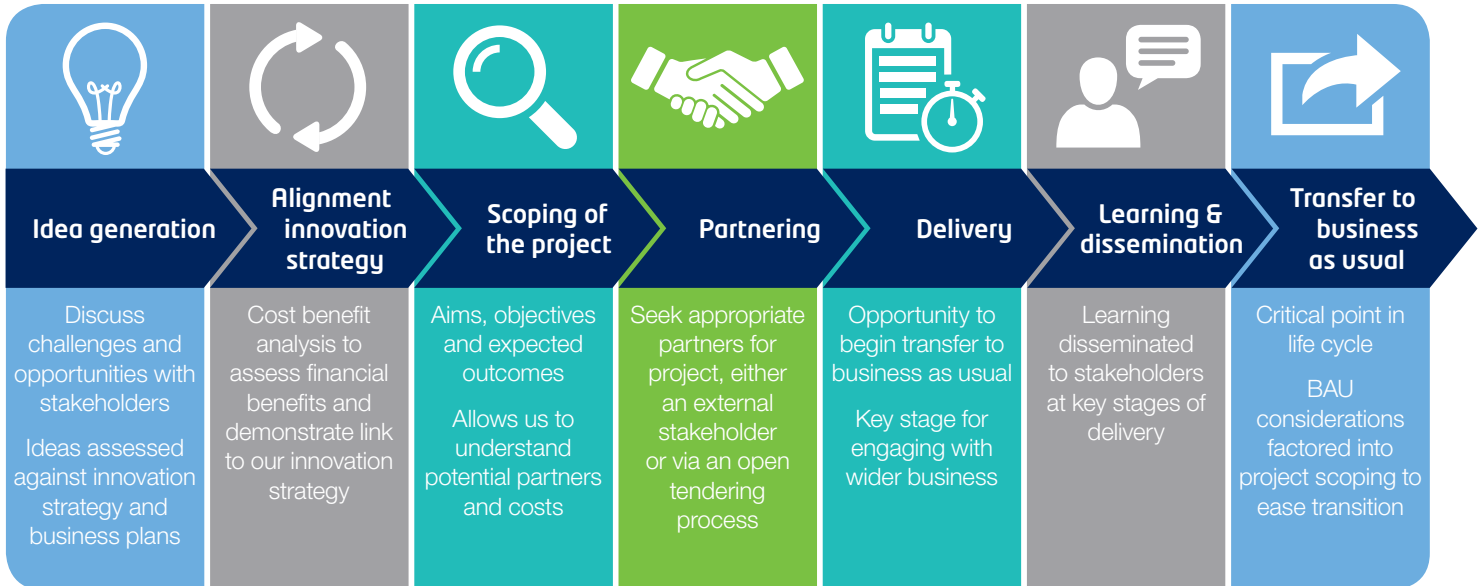 Idea generation
Alignment
innovation
strategy
Scoping of
the project
Partnering
Delivery
Learning &
dissemination
Transfer to
business
as usual
Discuss
challenges and
opportunities with
stakeholders
Ideas assessed
against innovation
strategy and
business plans
Cost benefit
analysis to
assess financial
benefits and
demonstrate link
to our innovation
strategy
Aims, objectives
and expected
outcomes
Allows us to
understand
potential partners
and costs
Seek appropriate
partners for
project, either
an external
stakeholder
or via an open
tendering
process
Opportunity to
begin transfer to
business as usual
Key stage for
engaging with
wider business
Learning
disseminated
to stakeholders
at key stages of
delivery
Critical point in
life cycle
BAU
considerations
factored into
project scoping to
ease transition